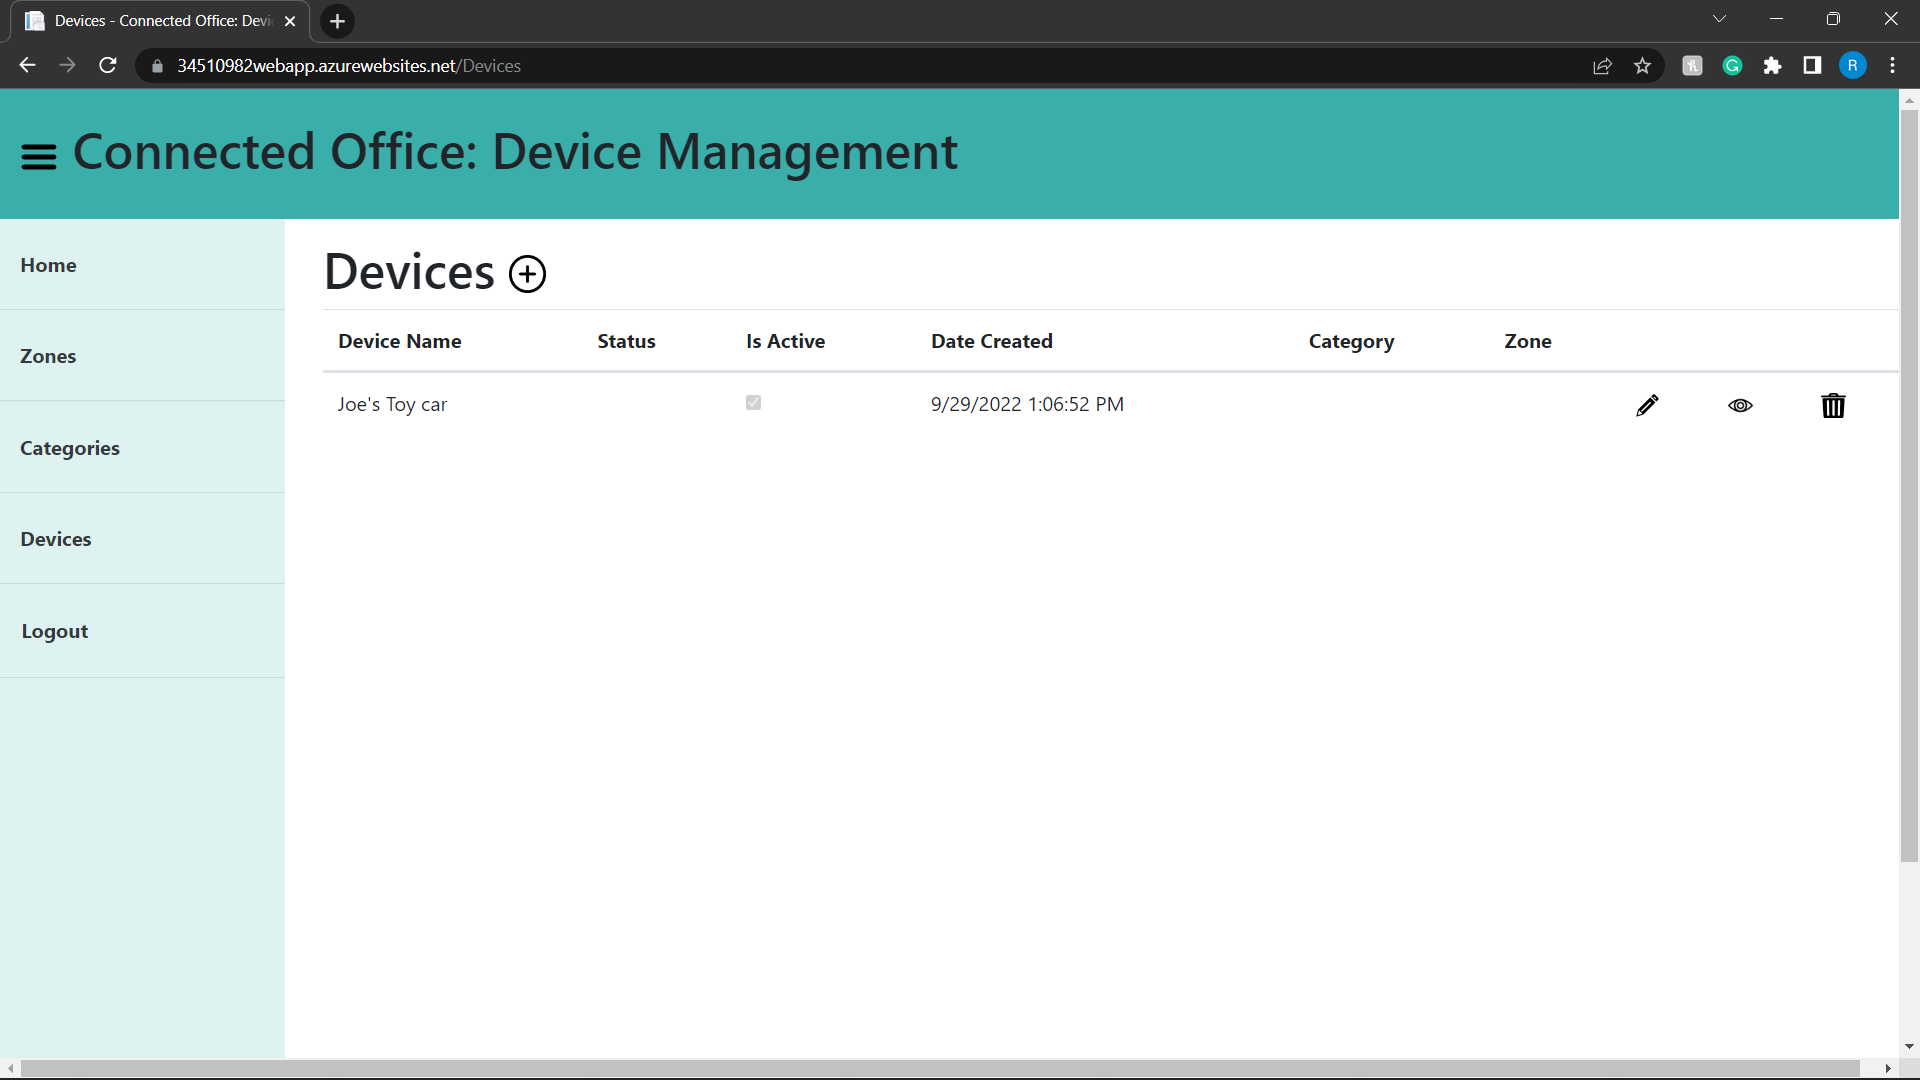 Devices - Connected Office: Devi
34510982webapp.azurewebsites.net/Devices
R
Connected Office: Device Management
Home
Zones
Categories
Devices
Logout
Devices
Device Name Status Is Active Date Created Category Zone
Joe's Toy car 9/29/2022 1:06:52 PM